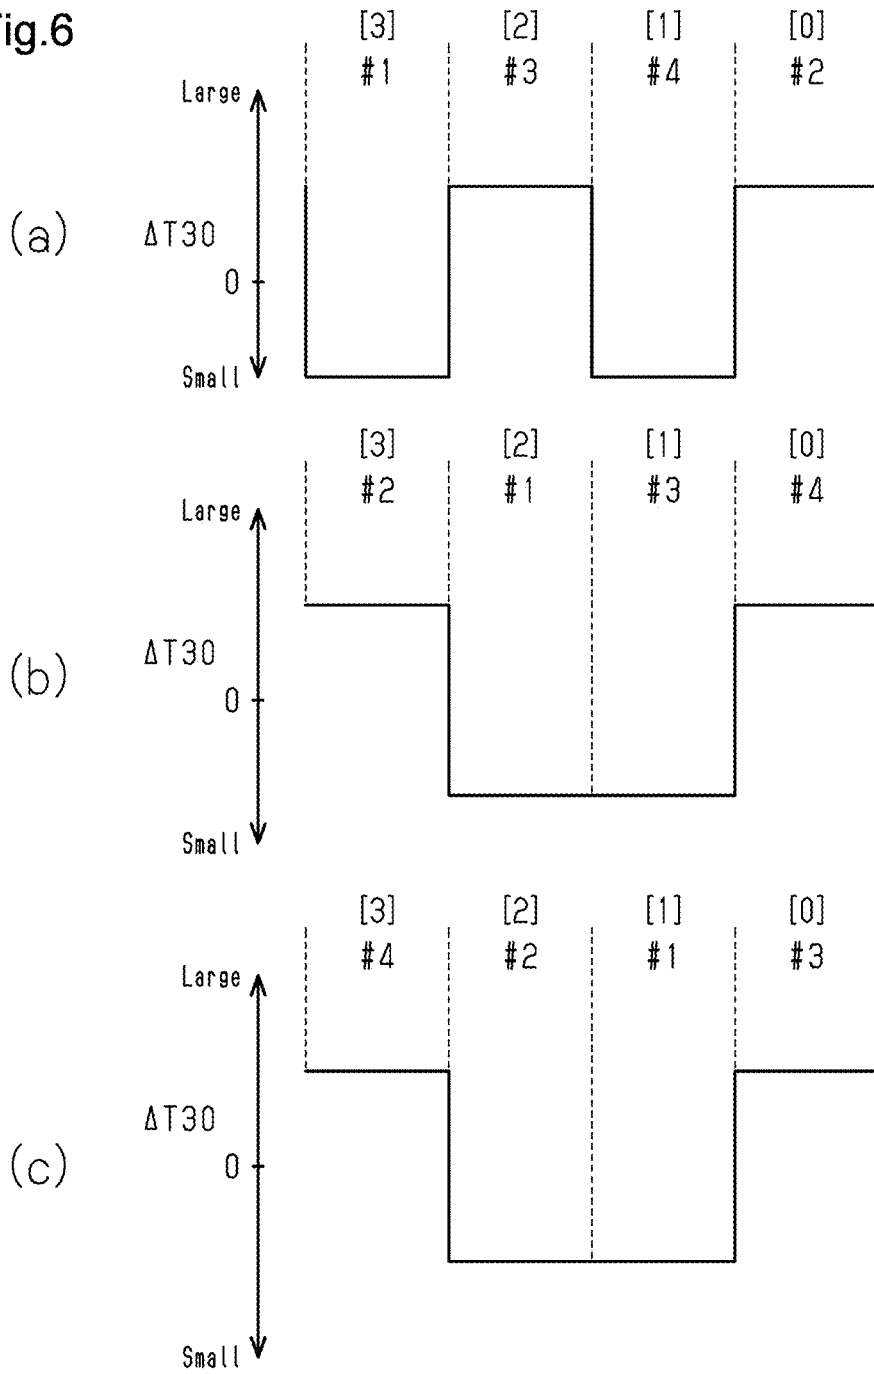 ig.6
[3] [2] [1] [0]
#1 #3 #4 #2
Large
(a)
ΔT30
0
Small
[3] [2] [1] [0]
#2 #1 #3 #4
Large
(b)
ΔT30
0
Small
[3] [2] [1] [0]
#4 #2 #1 #3
Large
(c)
ΔT30
0
Small